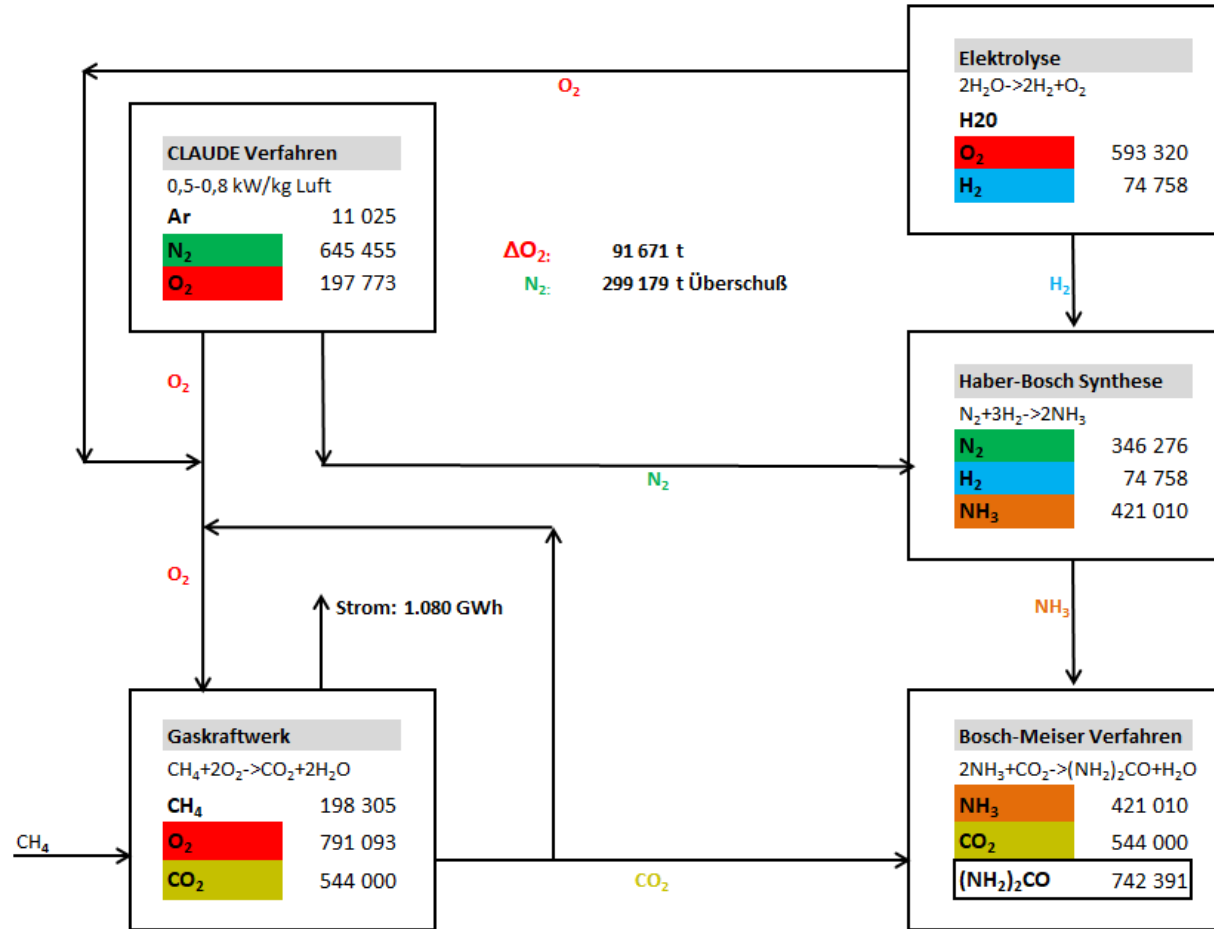 Elektrolyse
2H₂O->2H₂+O₂
H20
O₂ 593 320
H₂ 74 758
O₂
CLAUDE Verfahren
0,5-0,8 kW/kg Luft
Ar 11 025
N₂ 645 455
O₂ 197 773
ΔO₂: 91 671 t
N₂: 299 179 t Überschuß
H₂
O₂
Haber-Bosch Synthese
N₂+3H₂->2NH₃
N₂ 346 276
H₂ 74 758
NH₃ 421 010
N₂
O₂
Strom: 1.080 GWh
NH₃
Gaskraftwerk
CH₄+2O₂->CO₂+2H₂O
CH₄ 198 305
O₂ 791 093
CO₂ 544 000
CH₄
CO₂
Bosch-Meiser Verfahren
2NH₃+CO₂->(NH₂)₂CO+H₂O
NH₃ 421 010
CO₂ 544 000
(NH₂)₂CO 742 391